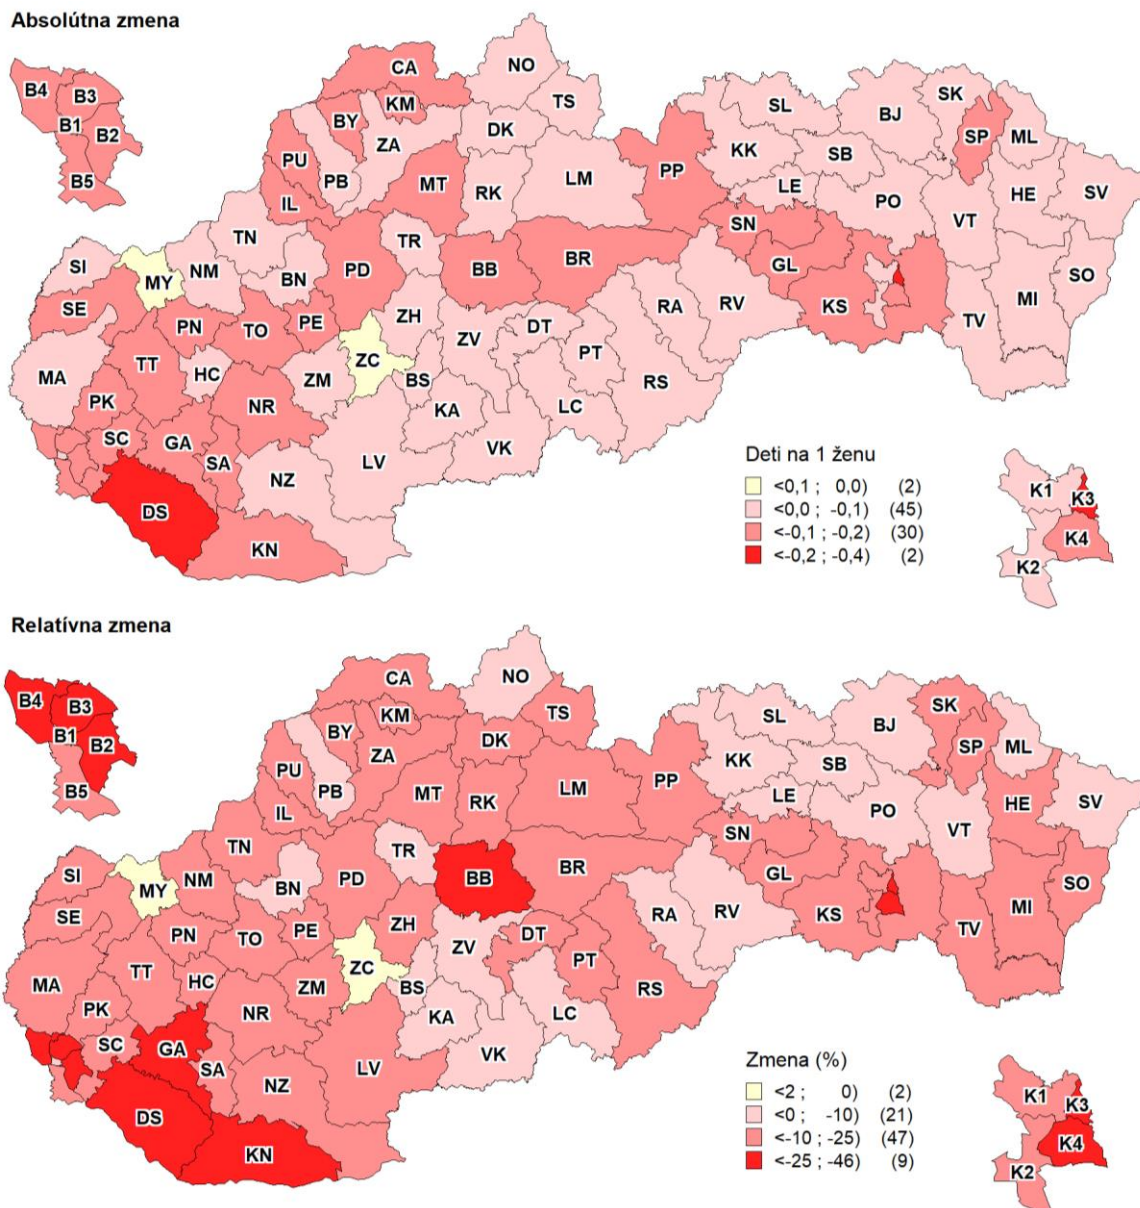 Absolútna zmena
NO
CA
B4
B3
KM
TS
SL
SK
BJ
B1
BY
B2
DK
SP
ML
ZA
KK
SB
PU
B5
PB
MT
RK
LM
PP
LE
HE
SV
IL
PO
VT
TN
TR
SN
SI
BB
BR
MY
NM
BN
PD
GL
SO
SE
ZH
RA
RV
KS
MI
PN
TO
PE
ZV
DT
TV
TT
ZC
PT
MA
HC
ZM
BS
RS
PK
NR
KA
LC
SC
GA
VK
SA
LV
NZ
DS
KN
Deti na 1 ženu
<0,1 ; 0,0) (2)
<0,0 ; -0,1) (45)
<-0,1 ; -0,2) (30)
<-0,2 ; -0,4) (2)
K1
K3
K4
K2
Relatívna zmena
NO
CA
B4
B3
KM
TS
SL
SK
BJ
B1
BY
B2
DK
SP
ML
ZA
KK
SB
PU
B5
PB
MT
RK
LM
PP
LE
HE
SV
IL
PO
VT
TN
TR
SN
SI
BB
BR
MY
NM
BN
PD
GL
SO
SE
ZH
RA
RV
KS
MI
PN
TO
PE
ZV
DT
TV
TT
ZC
PT
MA
HC
ZM
BS
RS
PK
NR
KA
LC
SC
GA
VK
SA
LV
NZ
DS
KN
Zmena (%)
<2 ; 0) (2)
<0 ; -10) (21)
<-10 ; -25) (47)
<-25 ; -46) (9)
K1
K3
K4
K2